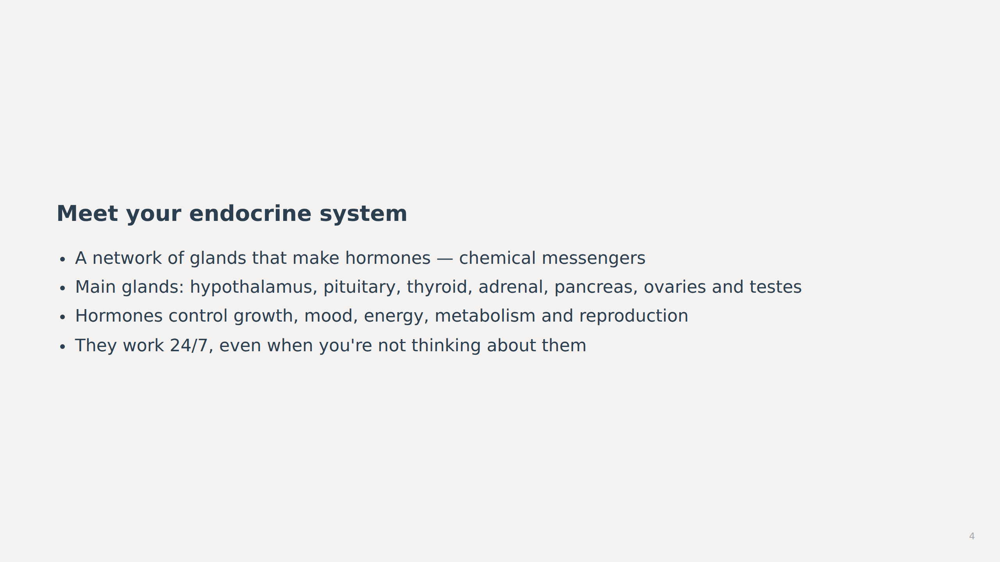 Meet your endocrine system
• A network of glands that make hormones — chemical messengers
• Main glands: hypothalamus, pituitary, thyroid, adrenal, pancreas, ovaries and testes
• Hormones control growth, mood, energy, metabolism and reproduction
• They work 24/7, even when you're not thinking about them
4